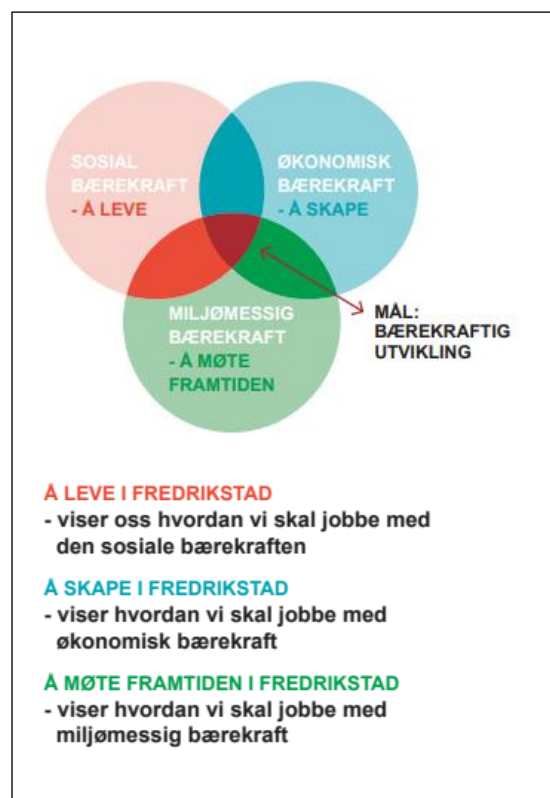 SOSIAL
BÆREKRAFT
- Å LEVE
ØKONOMISK
BÆREKRAFT
- Å SKAPE
MILJØMESSIG
BÆREKRAFT
- Å MØTE
FRAMTIDEN
MÅL:
BÆREKRAFTIG
UTVIKLING
Å LEVE I FREDRIKSTAD
- viser oss hvordan vi skal jobbe med
den sosiale bærekraften
Å SKAPE I FREDRIKSTAD
- viser hvordan vi skal jobbe med
økonomisk bærekraft
Å MØTE FRAMTIDEN I FREDRIKSTAD
- viser hvordan vi skal jobbe med
miljømessig bærekraft